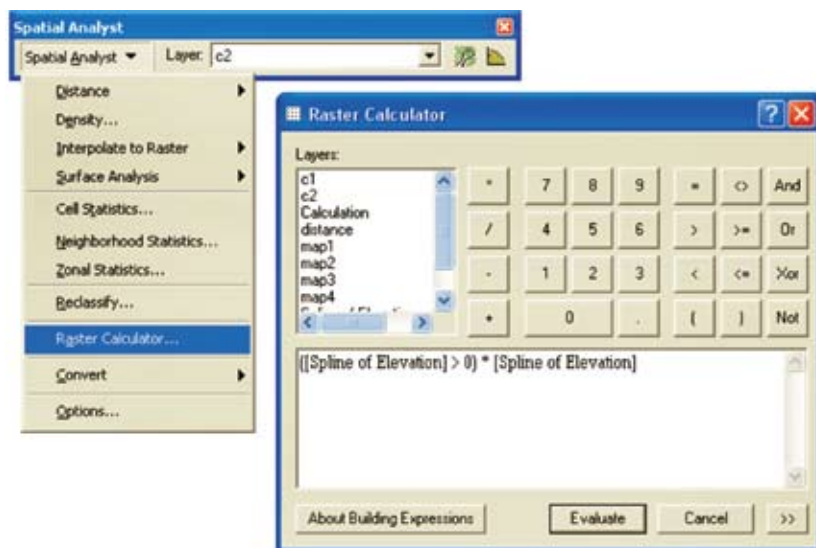 Spatial Analyst
Spatial Analyst
Layer: c2
Distance
Density...
Interpolate to Raster
Surface Analysis
Cell Statistics...
Neighborhood Statistics...
Zonal Statistics...
Reclassify...
Raster Calculator...
Convert
Options...
Raster Calculator
Layers:
c1
c2
Calculation
distance
map1
map2
map3
map4
* 7 8 9 = <> And
/ 4 5 6 > >= Or
- 1 2 3 < <= Xor
+ 0 . ( ) Not
([Spline of Elevation] > 0) * [Spline of Elevation]
About Building Expressions
Evaluate
Cancel
>>